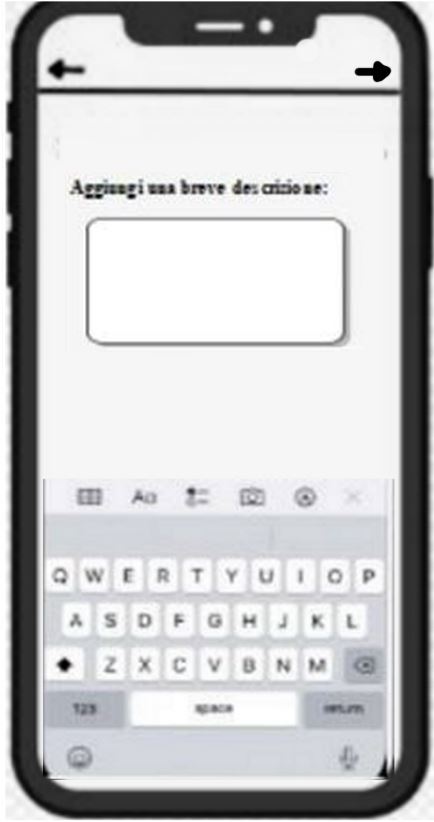 Aggiungi una breve descrizione:
Aa
Q W E R T Y U I O P
A S D F G H J K L
Z X C V B N M
123 space return